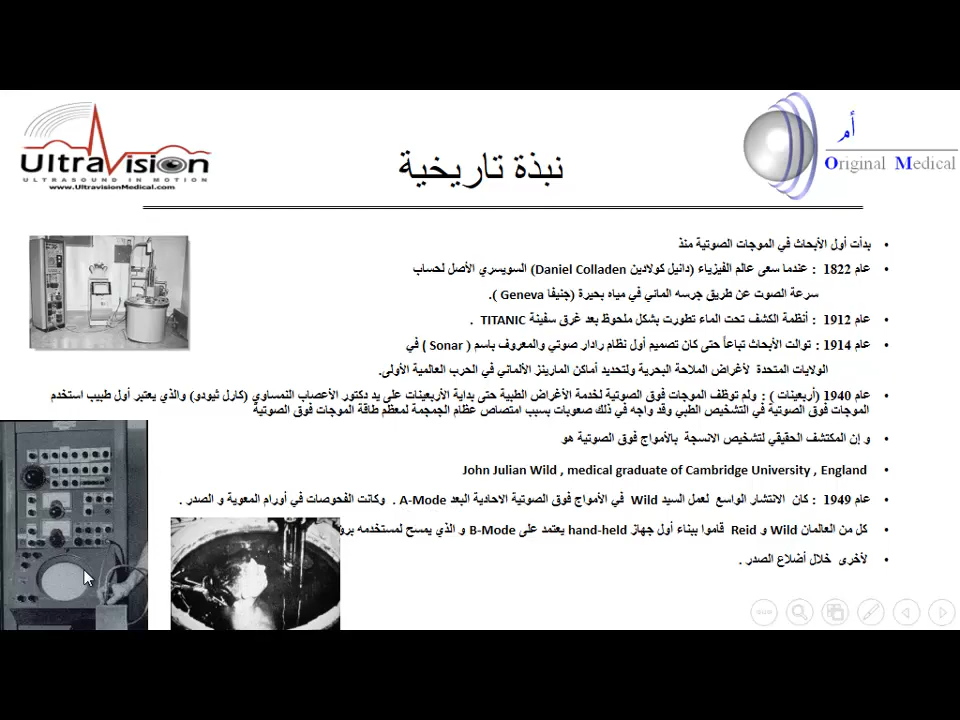 UltraVision
ULTRASOUND IN MOTION
www.UltravisionMedical.com
نبذة تاريخية
أم
Original Medical
• بدأت أول الأبحاث في الموجات الصوتية منذ
• عام 1822 : عندما سعى عالم الفيزياء (دانيل كولادين Daniel Colladen) السويسري الأصل لحساب
سرعة الصوت عن طريق جرسه المائي في مياه بحيرة (جنيفا Geneva ).
• عام 1912 : أنظمة الكشف تحت الماء تطورت بشكل ملحوظ بعد غرق سفينة TITANIC .
• عام 1914 : توالت الأبحاث تباعاً حتى كان تصميم أول نظام رادار صوتي والمعروف باسم ( Sonar ) في
الولايات المتحدة لأغراض الملاحة البحرية ولتحديد أماكن المارينز الألماني في الحرب العالمية الأولى.
• عام 1940 (أربعينات ) : ولم توظف الموجات فوق الصوتية لخدمة الأغراض الطبية حتى بداية الأربعينات على يد دكتور الأعصاب النمساوي (كارل ثيودو) والذي يعتبر أول طبيب استخدم
الموجات فوق الصوتية في التشخيص الطبي وقد واجه في ذلك صعوبات بسبب امتصاص عظام الجمجمة لمعظم طاقة الموجات فوق الصوتية
• و إن المكتشف الحقيقي لتشخيص الانسجة بالأمواج فوق الصوتية هو
• John Julian Wild , medical graduate of Cambridge University , England
• عام 1949 : كان الانتشار الواسع لعمل السيد Wild في الأمواج فوق الصوتية الاحادية البعد A-Mode . وكانت الفحوصات في أورام المعوية و الصدر .
• كل من العالمان Wild و Reid قاموا ببناء أول جهاز hand-held يعتمد على B-Mode و الذي يمسح لمستخدمه
• لأخرى خلال أضلاع الصدر .